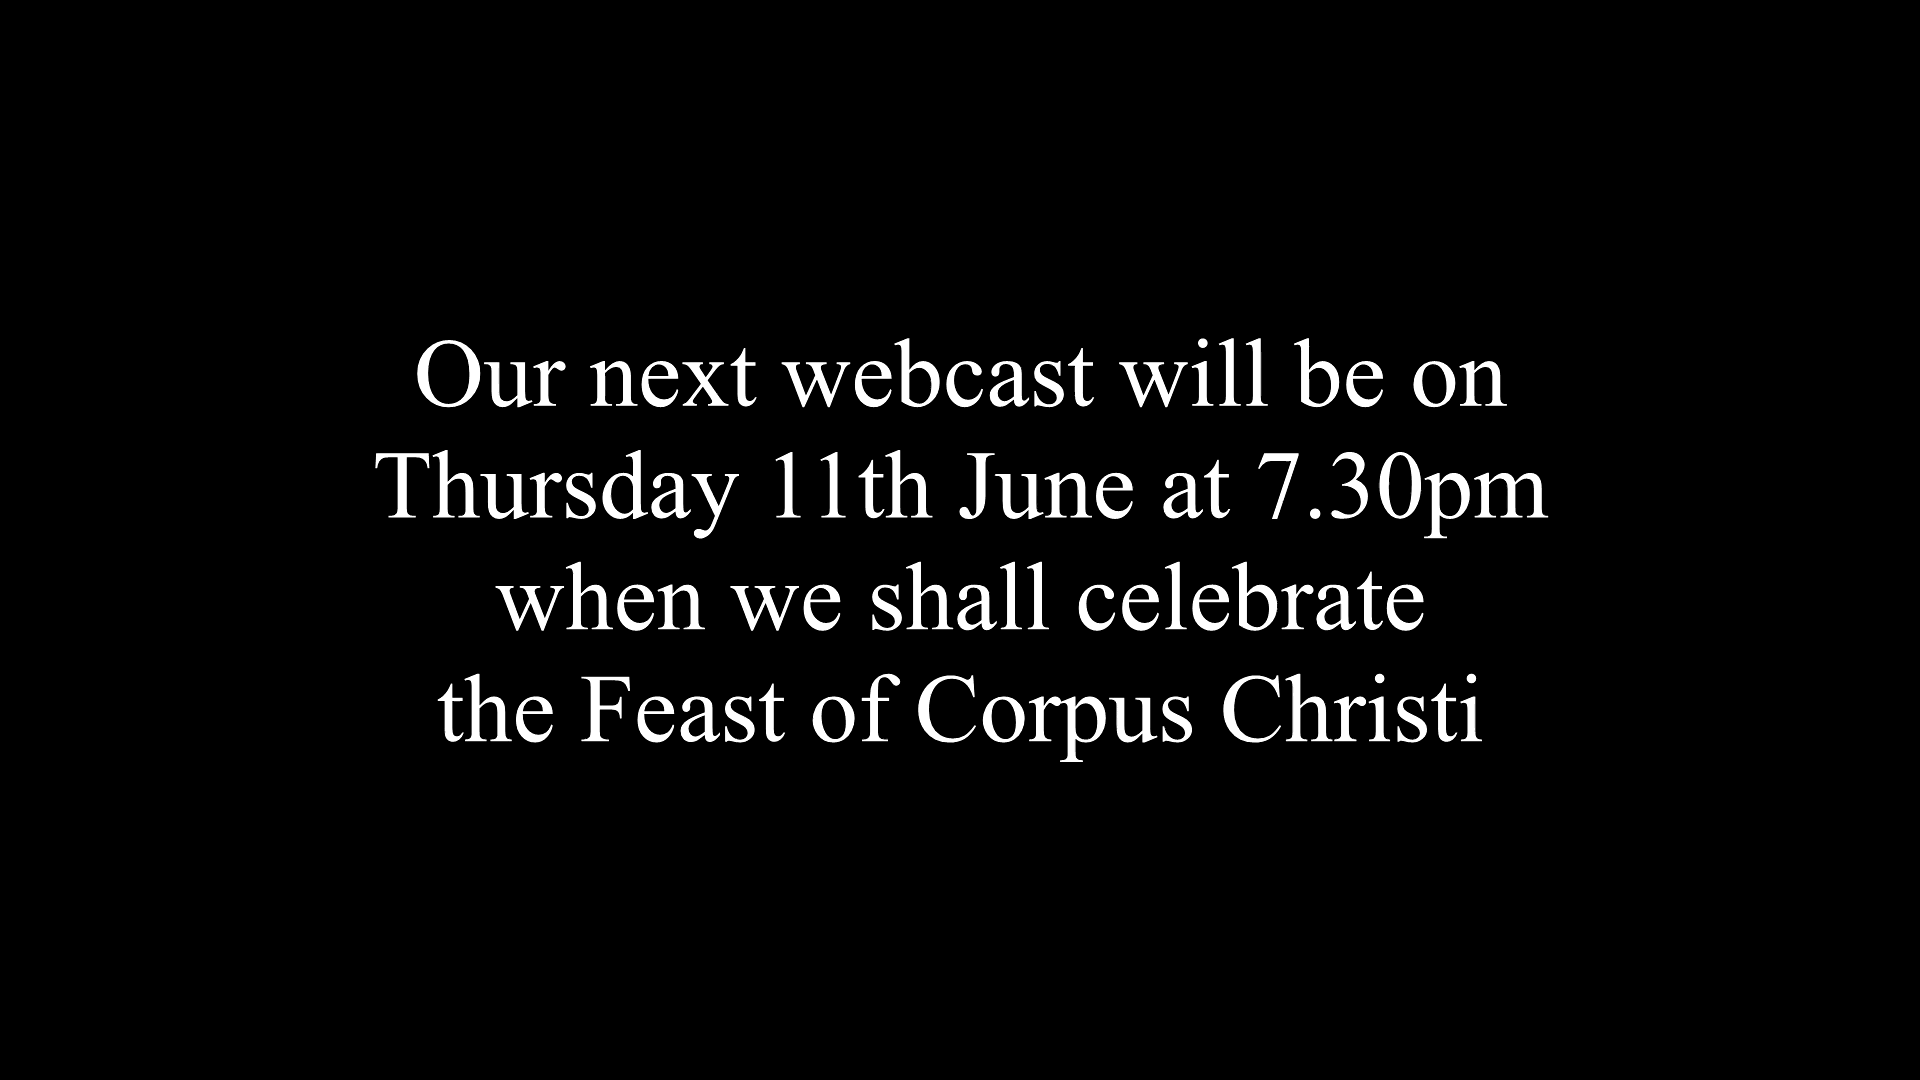 Our next webcast will be on
Thursday 11th June at 7.30pm
when we shall celebrate
the Feast of Corpus Christi